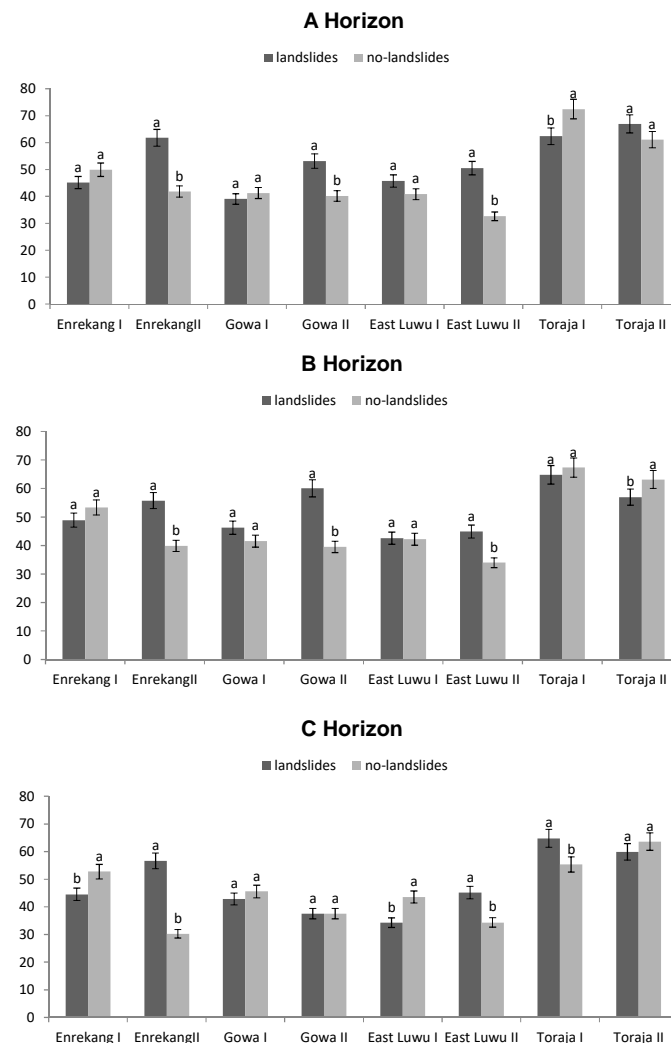 A Horizon
landslides no-landslides
80
70
60
50
40
30
20
10
0
a a a b a a a b a a a b b a a a
Enrekang I EnrekangII Gowa I Gowa II East Luwu I East Luwu II Toraja I Toraja II
B Horizon
landslides no-landslides
80
70
60
50
40
30
20
10
0
a a a b a a a b a a a b a a b a
Enrekang I EnrekangII Gowa I Gowa II East Luwu I East Luwu II Toraja I Toraja II
C Horizon
landslides no-landslides
80
70
60
50
40
30
20
10
0
b a a b a a a a b a a b a b a a
Enrekang I EnrekangII Gowa I Gowa II East Luwu I East Luwu II Toraja I Toraja II